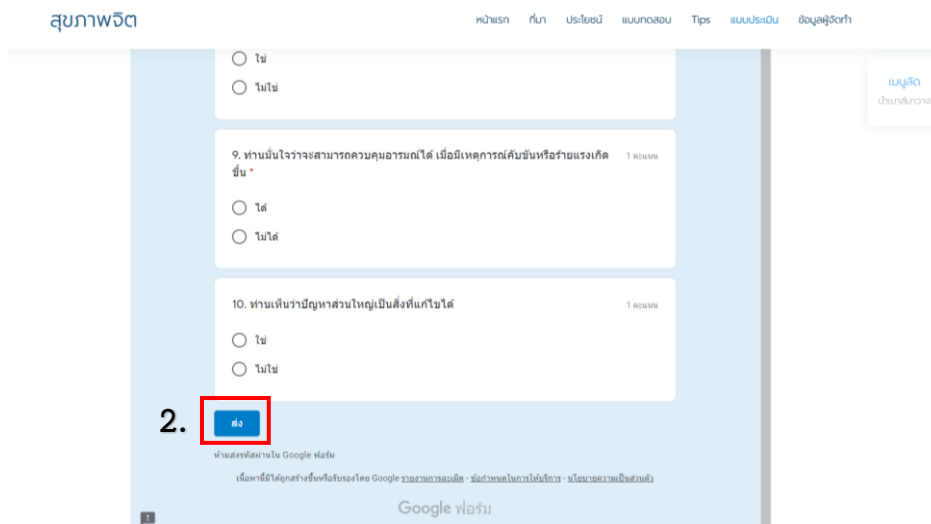 สุขภาพจิต
หน้าแรก ที่มา ประโยชน์ แบบทดสอบ Tips แบบประเมิน ข้อมูลผู้จัดทำ
เมนูลัด
นำเมาส์มาวาง
ใช่
ไม่ใช่
9. ท่านมั่นใจว่าจะสามารถควบคุมอารมณ์ได้ เมื่อมีเหตุการณ์คับขันหรือร้ายแรงเกิด 1 คะแนน
ขึ้น *
ได้
ไม่ได้
10. ท่านเห็นว่าปัญหาส่วนใหญ่เป็นสิ่งที่แก้ไขได้ 1 คะแนน
ใช่
ไม่ใช่
2. ส่ง
ห้ามส่งรหัสผ่านใน Google ฟอร์ม
เนื้อหานี้มิได้ถูกสร้างขึ้นหรือรับรองโดย Google รายงานการละเมิด - ข้อกำหนดในการให้บริการ - นโยบายความเป็นส่วนตัว
Google ฟอร์ม